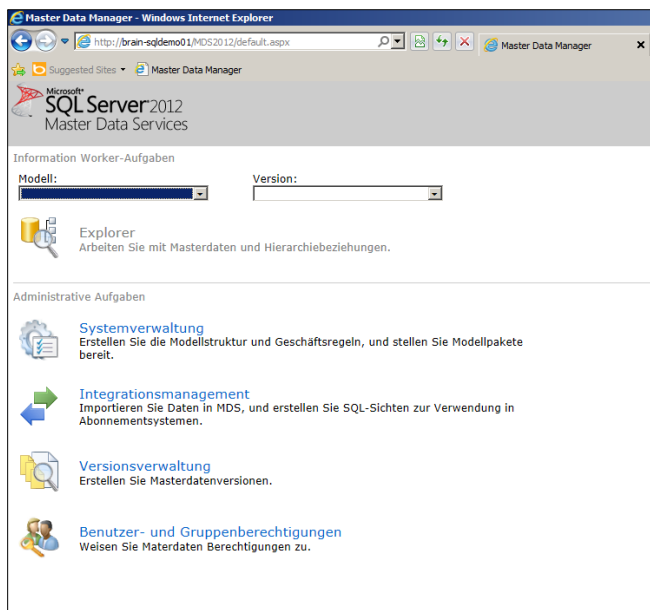 Master Data Manager - Windows Internet Explorer
http://brain-sqldemo01/MDS2012/default.aspx
Master Data Manager
Suggested Sites
Master Data Manager
Microsoft®
SQL Server 2012
Master Data Services
Information Worker-Aufgaben
Modell:
Version:
Explorer
Arbeiten Sie mit Masterdaten und Hierarchiebeziehungen.
Administrative Aufgaben
Systemverwaltung
Erstellen Sie die Modellstruktur und Geschäftsregeln, und stellen Sie Modellpakete
bereit.
Integrationsmanagement
Importieren Sie Daten in MDS, und erstellen Sie SQL-Sichten zur Verwendung in
Abonnementsystemen.
Versionsverwaltung
Erstellen Sie Masterdatenversionen.
Benutzer- und Gruppenberechtigungen
Weisen Sie Materdaten Berechtigungen zu.